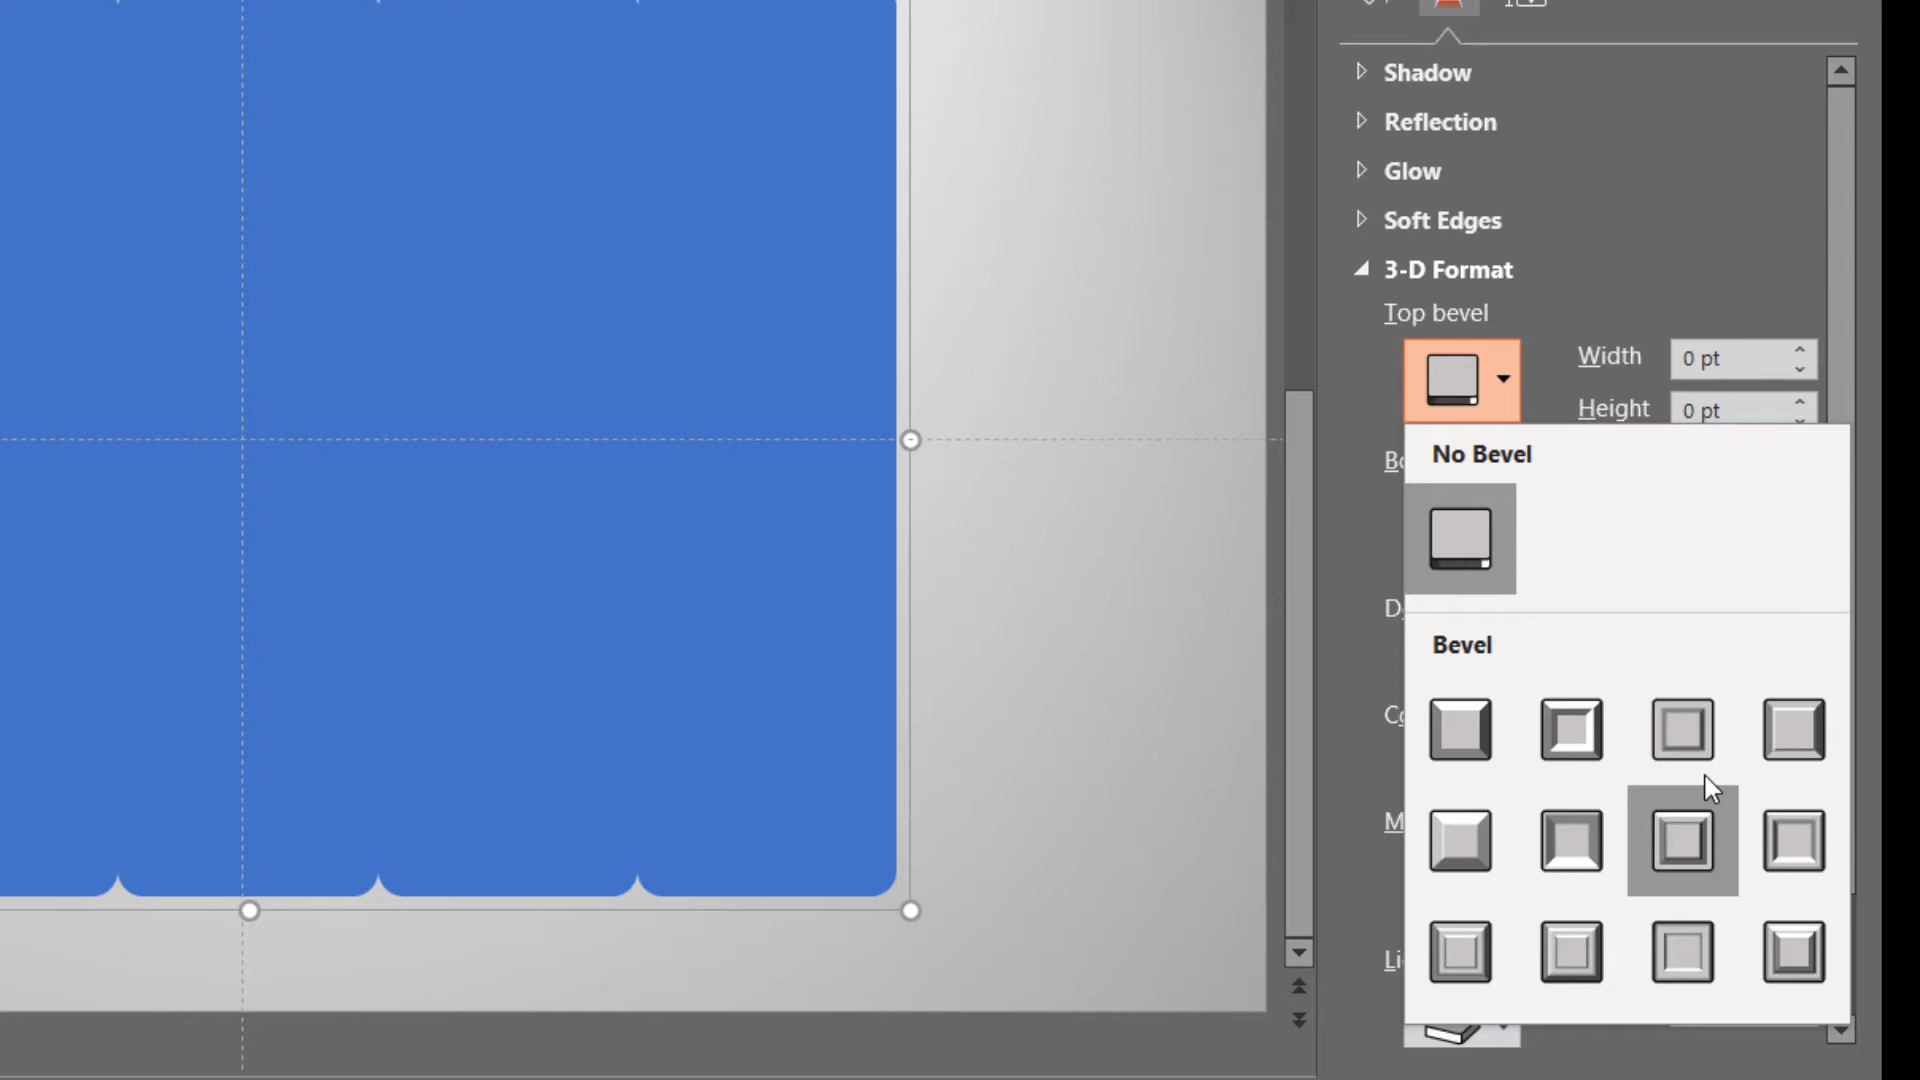 Shadow
Reflection
Glow
Soft Edges
3-D Format
Top bevel
Width 0 pt
Height 0 pt
No Bevel
Bevel